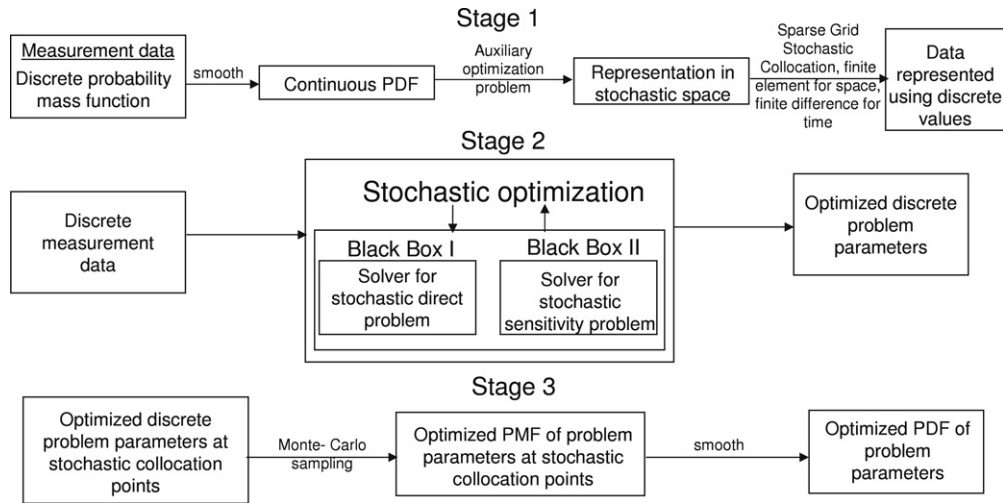 Stage 1
Measurement data
Discrete probability
mass function
smooth
Continuous PDF
Auxiliary
optimization
problem
Representation in
stochastic space
Sparse Grid
Stochastic
Collocation, finite
element for space,
finite difference for
time
Data
represented
using discrete
values
Stage 2
Discrete
measurement
data
Stochastic optimization
Black Box I
Solver for
stochastic direct
problem
Black Box II
Solver for
stochastic
sensitivity problem
Optimized discrete
problem
parameters
Stage 3
Optimized discrete
problem parameters at
stochastic collocation
points
Monte- Carlo
sampling
Optimized PMF of problem
parameters at stochastic
collocation points
smooth
Optimized PDF of
problem
parameters